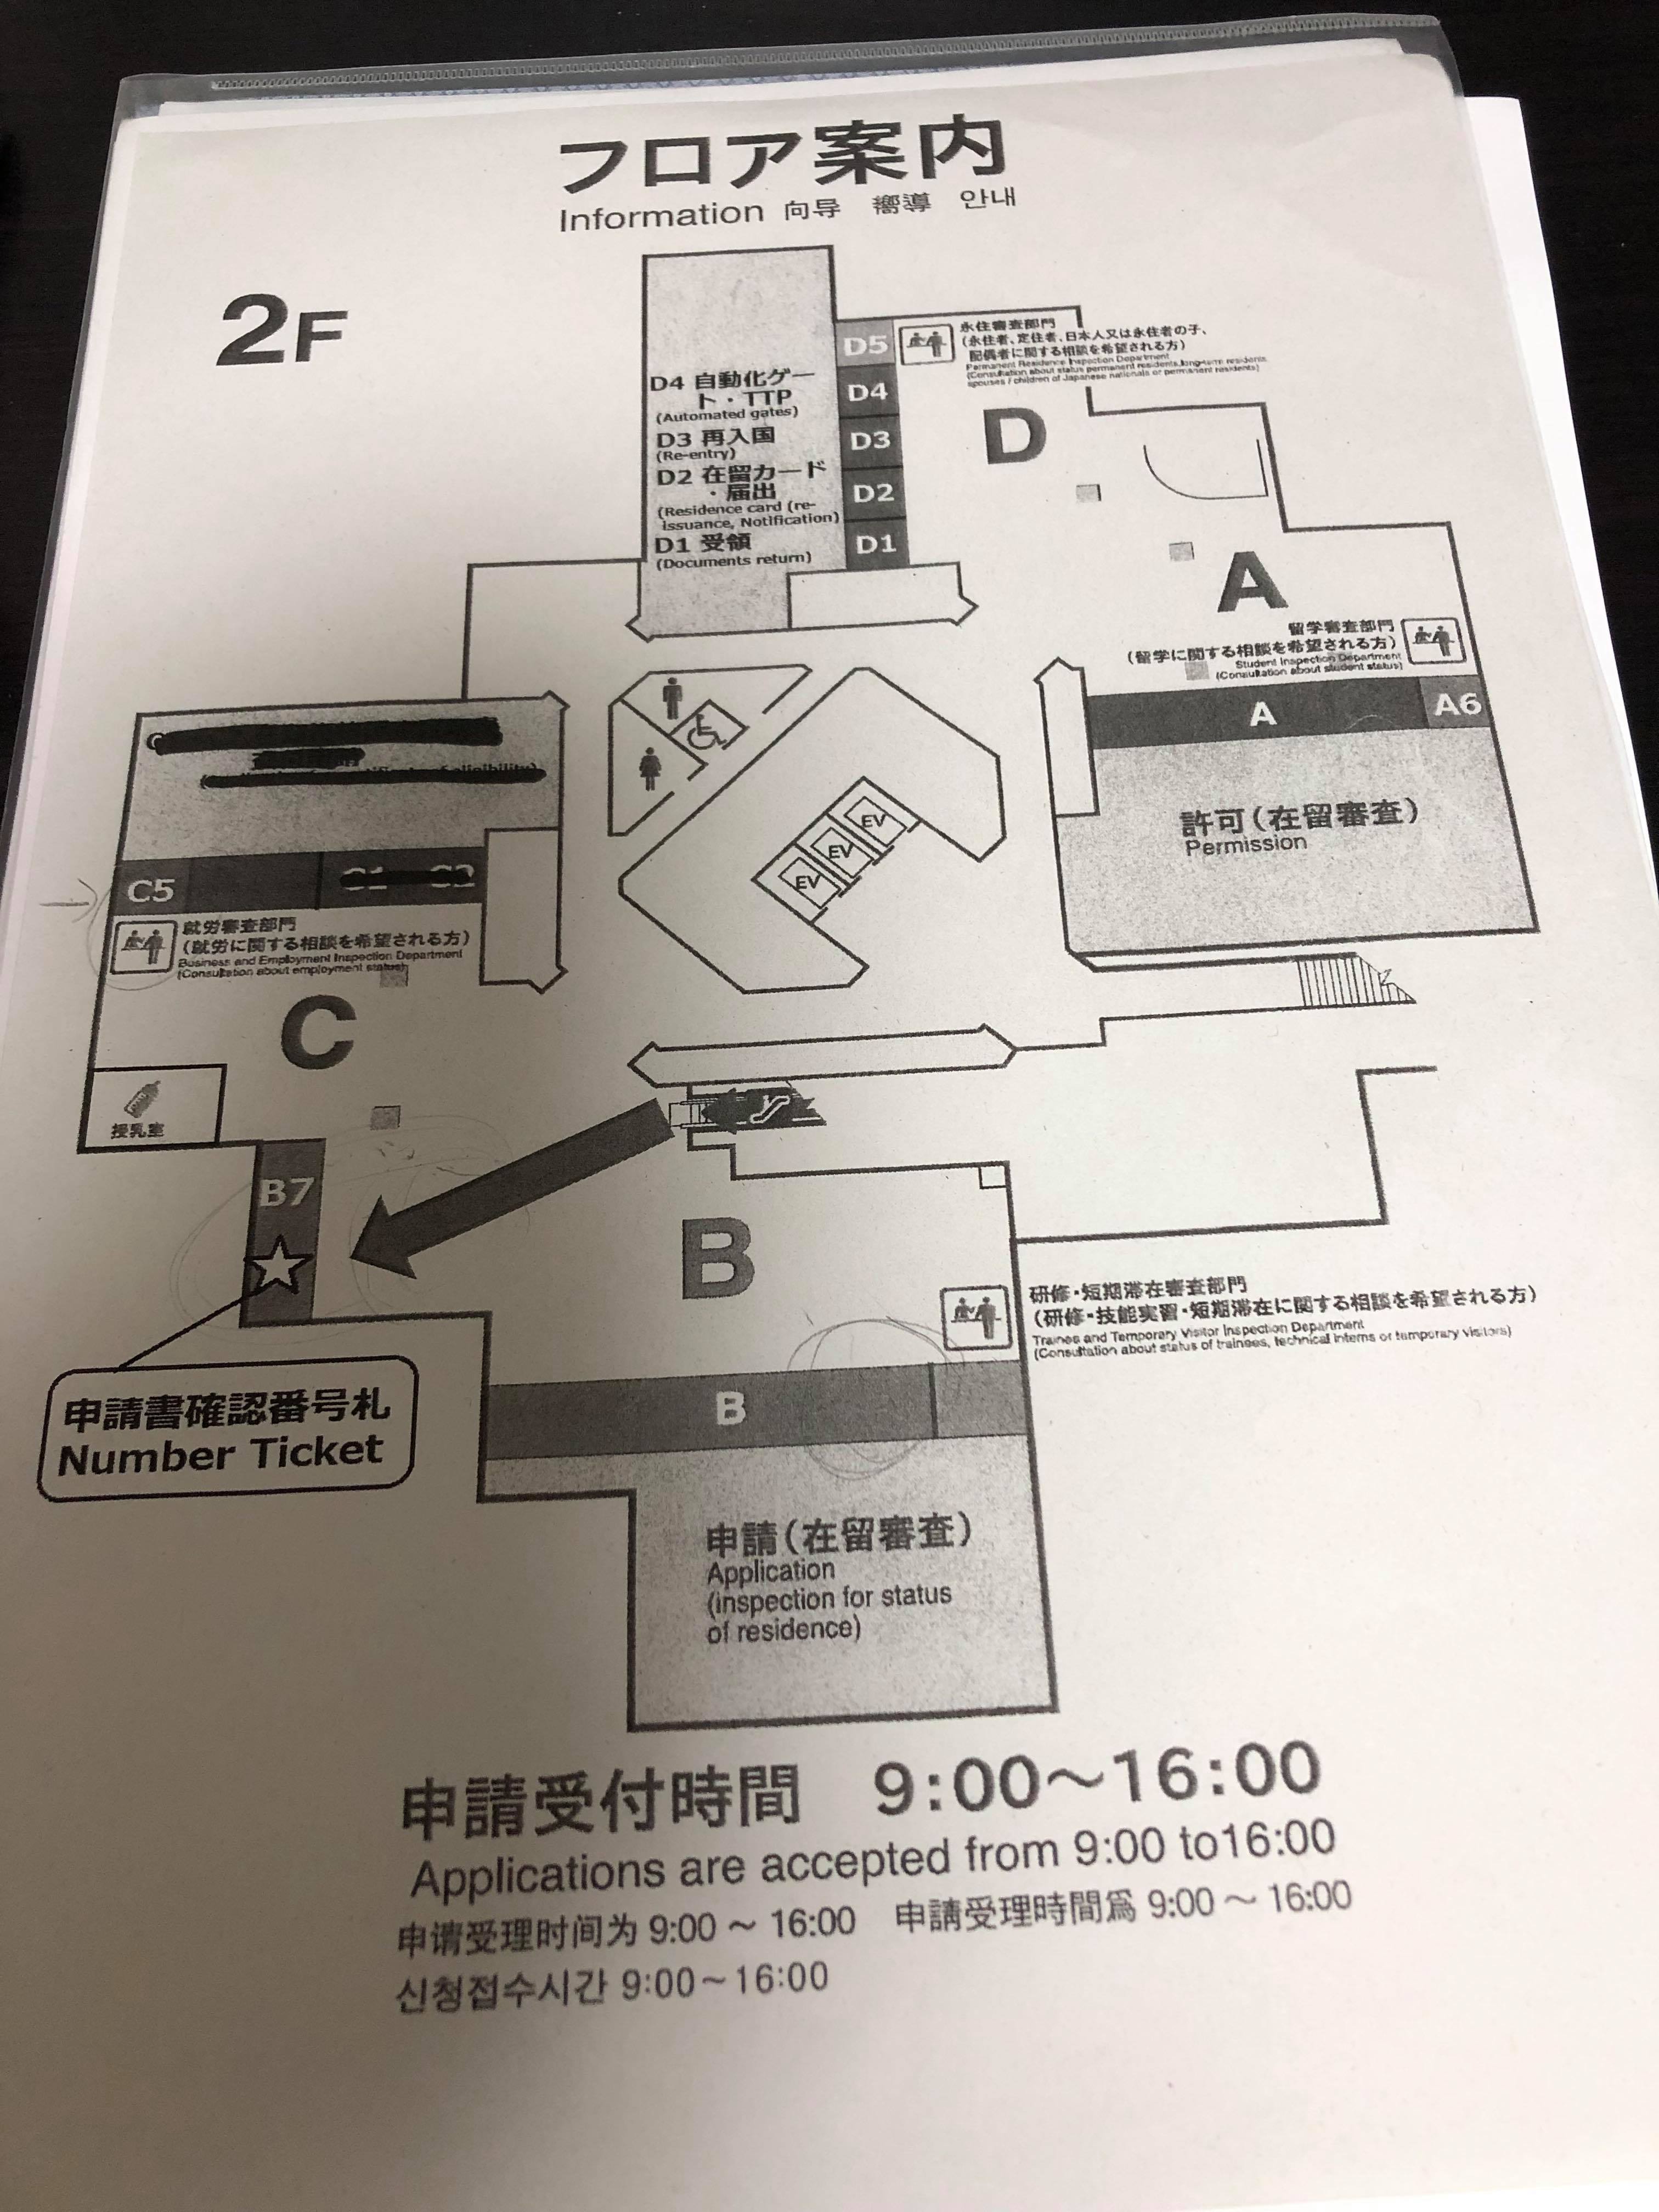 フロア案内
Information 向导 嚮導 안내
2F
D5
永住審査部門
(永住者、定住者、日本人又は永住者の子、
配偶者に関する相談を希望される方)
Permanent Residence Inspection Department
(Consultation about status permanent residents,long-term residents
spouses / children of Japanese nationals or permanent residents)
D4 自動化ゲー
ト・TTP
(Automated gates)
D4
D3 再入国
(Re-entry)
D3
D
D2 在留カード
・届出
(Residence card (re-
issuance, Notification)
D2
D1 受領
(Documents return)
D1
A
留学審査部門
(留学に関する相談を希望される方)
Student Inspection Department
(Consultation about student status)
A
A6
許可(在留審査)
Permission
EV
EV
EV
C5
C2
就労審査部門
(就労に関する相談を希望される方)
Business and Employment Inspection Department
(Consultation about employment status)
C
授乳室
B7
B
研修・短期滞在審査部門
(研修・技能実習・短期滞在に関する相談を希望される方)
Trainee and Temporary Visitor Inspection Department
(Consultation about status of trainees, technical interns or temporary visitors)
申請書確認番号札
Number Ticket
B
申請(在留審査)
Application
(inspection for status
of residence)
申請受付時間 9:00～16:00
Applications are accepted from 9:00 to16:00
申请受理时间为 9:00 ～ 16:00 申請受理時間爲 9:00 ～ 16:00
신청접수시간 9:00～16:00